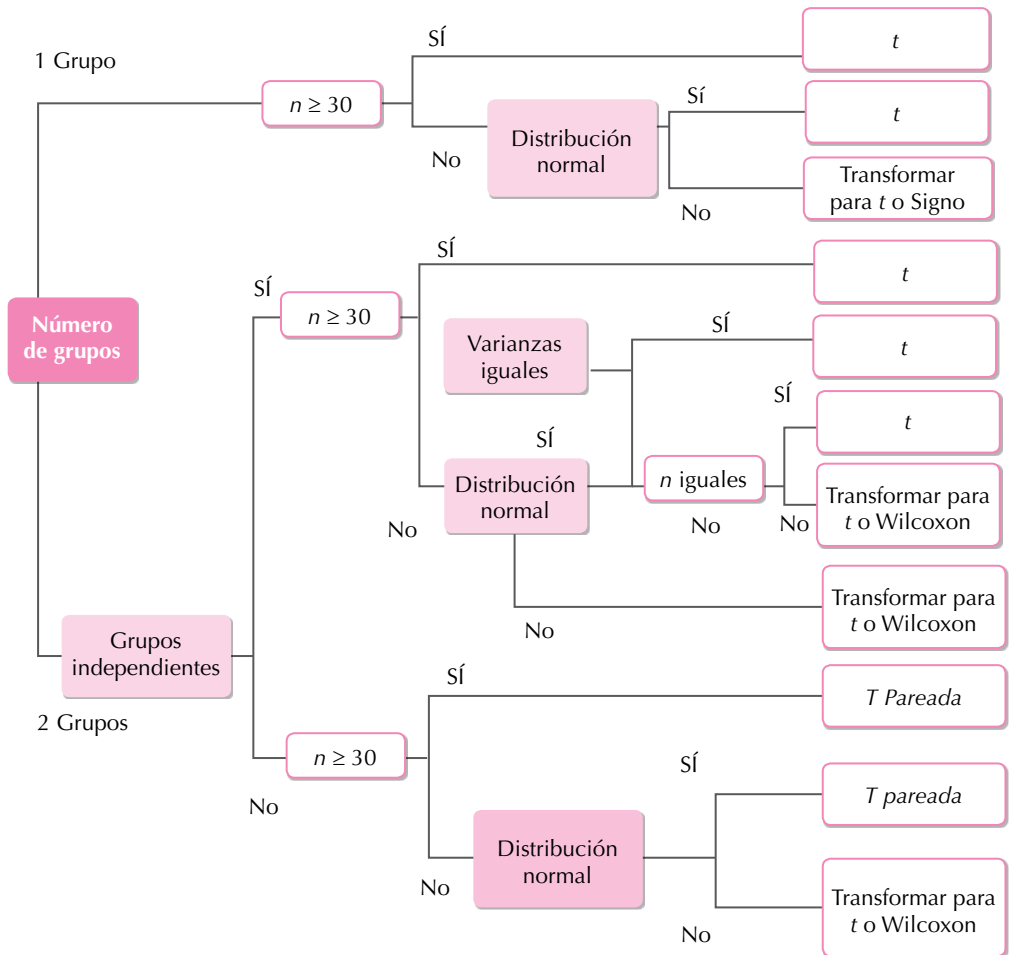 1 Grupo
n ≥ 30
SÍ
t
No
Distribución
normal
Sí
t
No
Transformar
para t o Signo
Número
de grupos
SÍ
n ≥ 30
SÍ
t
Varianzas
iguales
SÍ
t
No
Distribución
normal
SÍ
n iguales
No
SÍ
t
No
Transformar para
t o Wilcoxon
No
Transformar para
t o Wilcoxon
Grupos
independientes
2 Grupos
No
n ≥ 30
SÍ
T Pareada
No
Distribución
normal
SÍ
T pareada
No
Transformar para
t o Wilcoxon